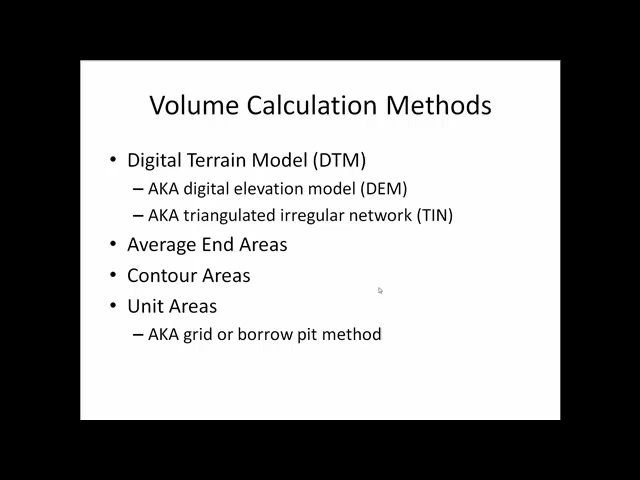 Volume Calculation Methods
• Digital Terrain Model (DTM)
– AKA digital elevation model (DEM)
– AKA triangulated irregular network (TIN)
• Average End Areas
• Contour Areas
• Unit Areas
– AKA grid or borrow pit method